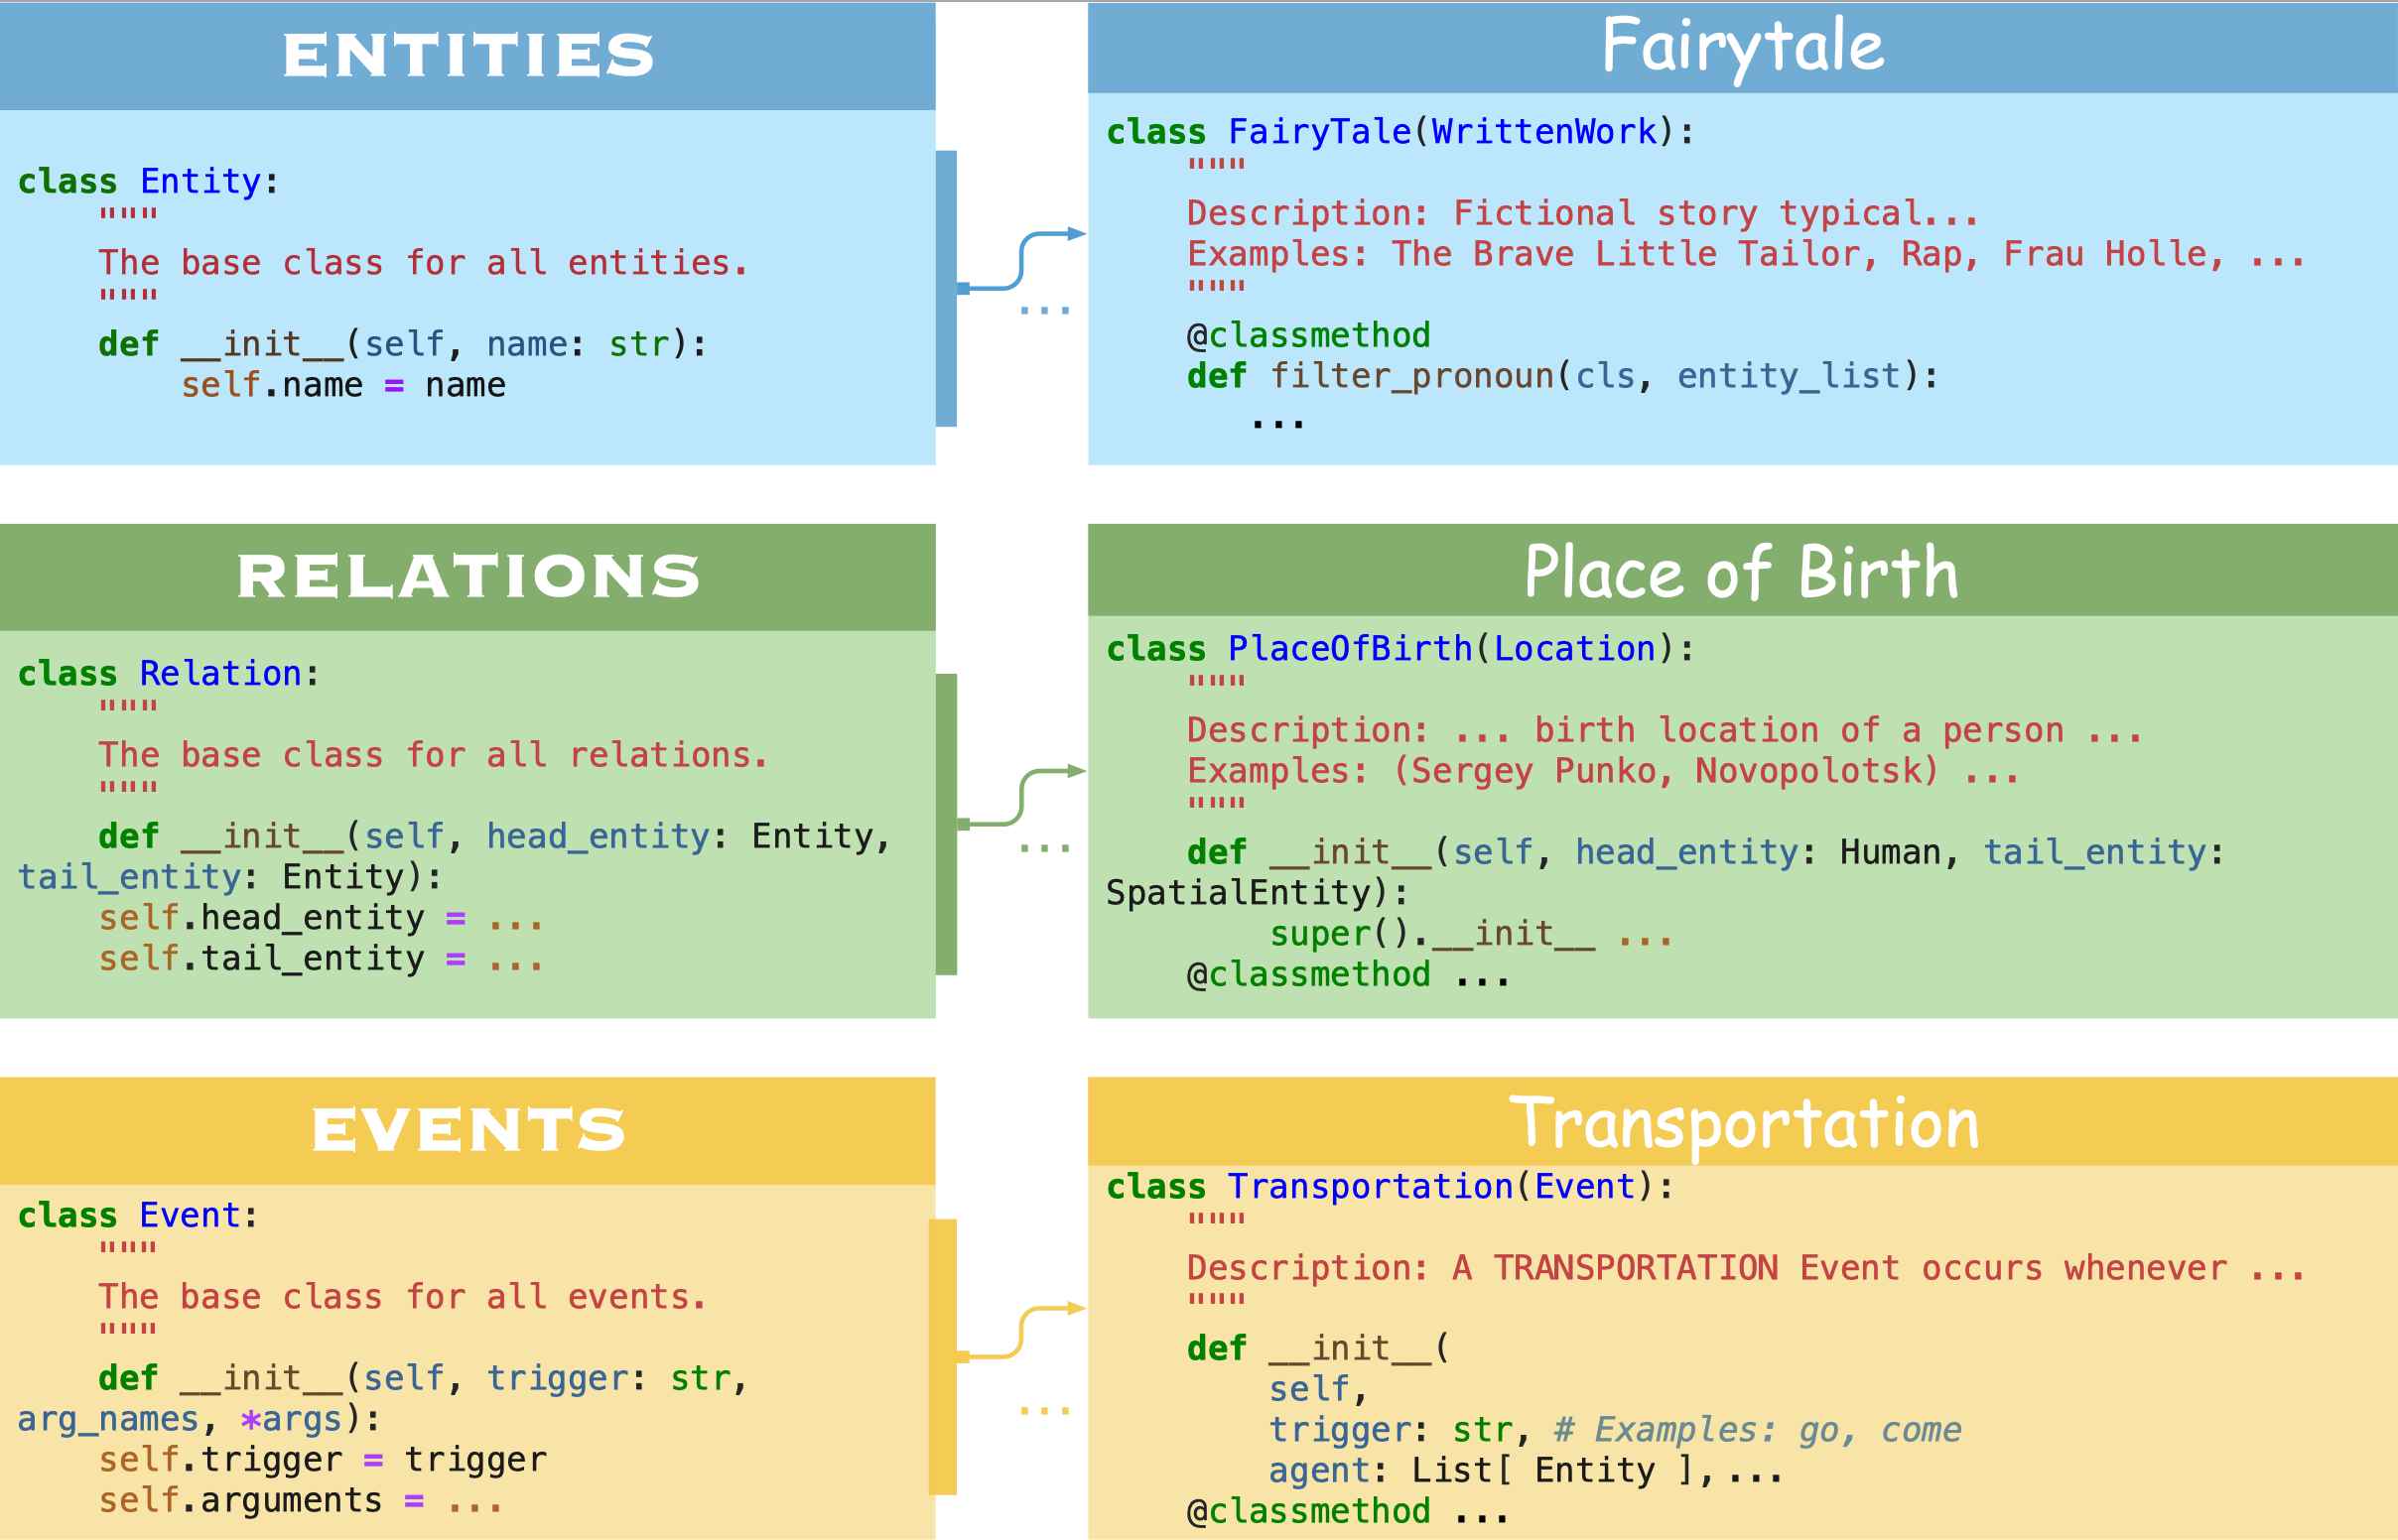 ENTITIES
class Entity:
"""
The base class for all entities.
"""
def __init__(self, name: str):
self.name = name
...
Fairytale
class FairyTale(WrittenWork):
"""
Description: Fictional story typical...
Examples: The Brave Little Tailor, Rap, Frau Holle, ...
"""
@classmethod
def filter_pronoun(cls, entity_list):
...
RELATIONS
class Relation:
"""
The base class for all relations.
"""
def __init__(self, head_entity: Entity,
tail_entity: Entity):
self.head_entity = ...
self.tail_entity = ...
...
Place of Birth
class PlaceOfBirth(Location):
"""
Description: ... birth location of a person ...
Examples: (Sergey Punko, Novopolotsk) ...
"""
def __init__(self, head_entity: Human, tail_entity:
SpatialEntity):
super().__init__ ...
@classmethod ...
EVENTS
class Event:
"""
The base class for all events.
"""
def __init__(self, trigger: str,
arg_names, *args):
self.trigger = trigger
self.arguments = ...
...
Transportation
class Transportation(Event):
"""
Description: A TRANSPORTATION Event occurs whenever ...
"""
def __init__(
self,
trigger: str, # Examples: go, come
agent: List[ Entity ], ...
@classmethod ...